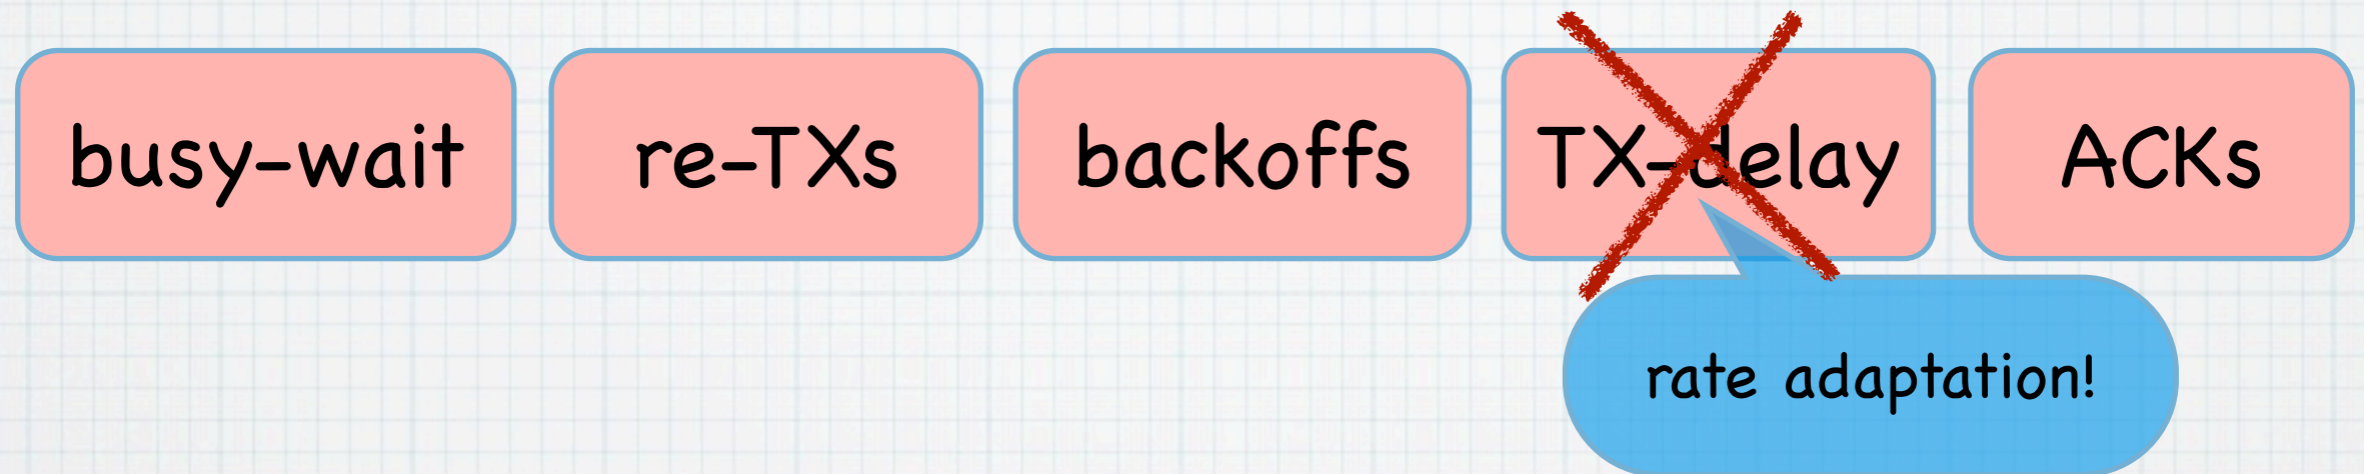 busy-wait
re-TXs
backoffs
TX-delay
ACKs
rate adaptation!